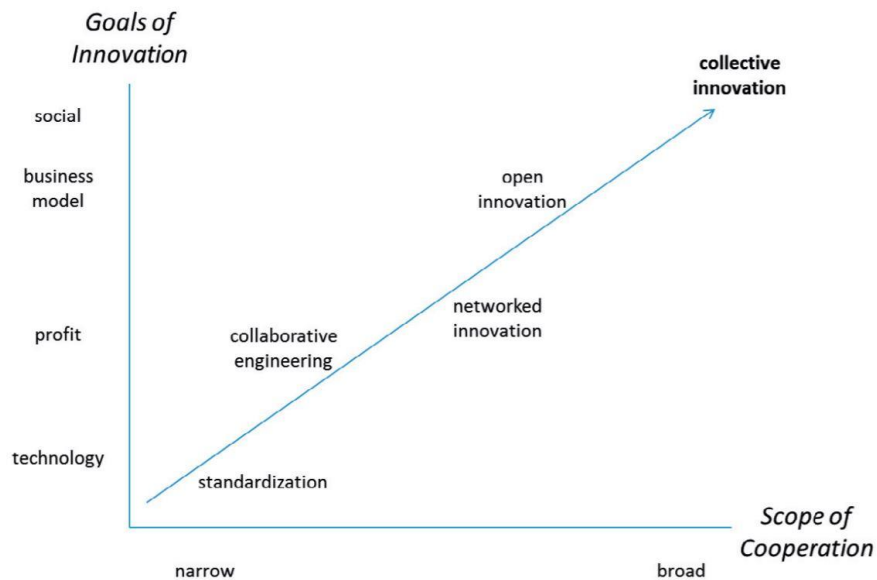 Goals of
Innovation
collective
innovation
social
business
model
open
innovation
networked
innovation
profit
collaborative
engineering
technology
standardization
Scope of
Cooperation
narrow
broad